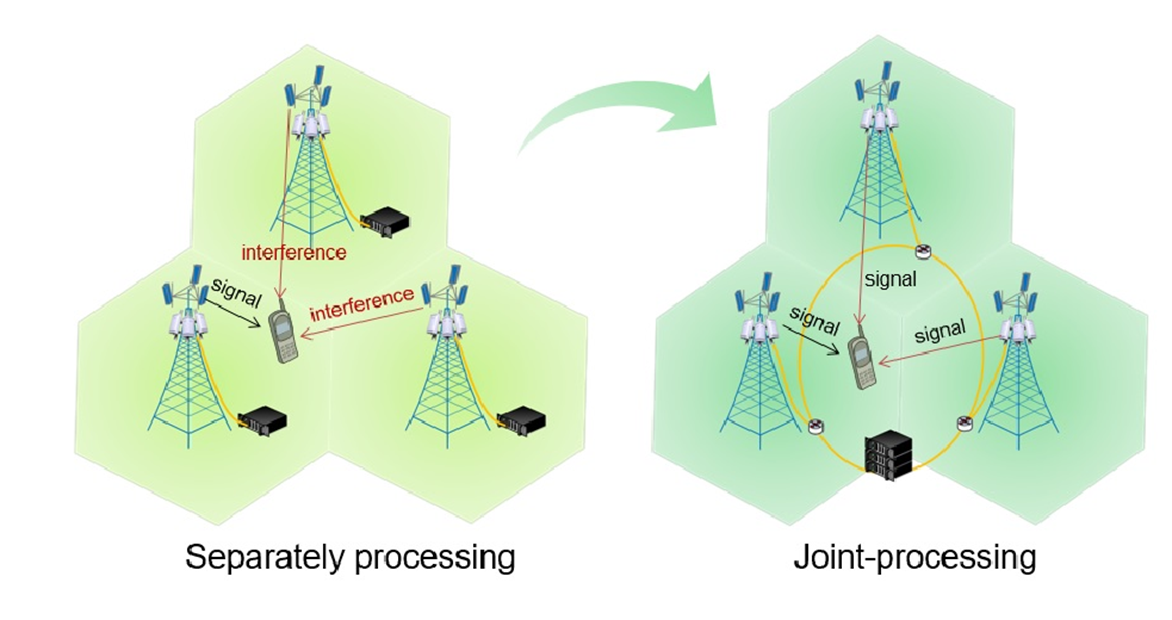 interference
signal
interference
signal
signal
signal
Separately processing
Joint-processing